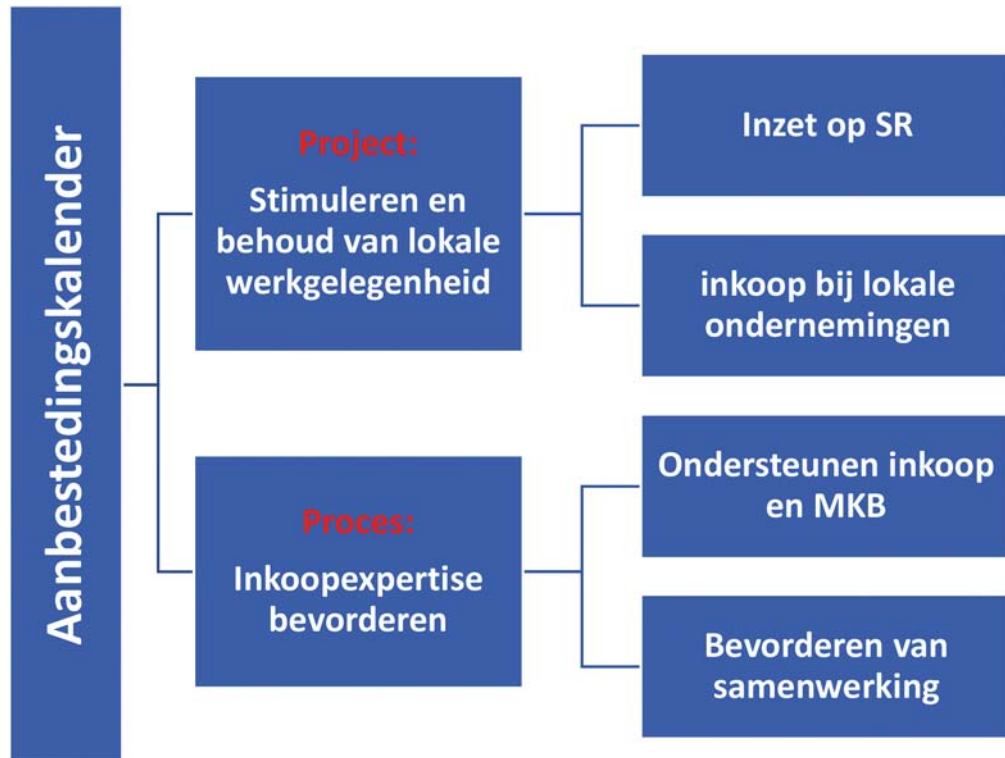 Aanbestedingskalender
Project:
Stimuleren en
behoud van lokale
werkgelegenheid
Inzet op SR
inkoop bij lokale
ondernemingen
Proces:
Inkoopexpertise
bevorderen
Ondersteunen inkoop
en MKB
Bevorderen van
samenwerking